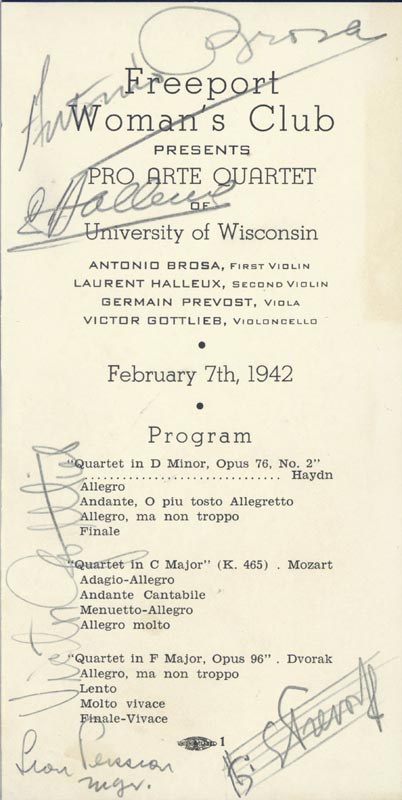 Antonio Brosa
Freeport
Woman's Club
PRESENTS
PRO ARTE QUARTET
L Halleux
OF
University of Wisconsin
ANTONIO BROSA, FIRST VIOLIN
LAURENT HALLEUX, SECOND VIOLIN
GERMAIN PREVOST, VIOLA
VICTOR GOTTLIEB, VIOLONCELLO
•
February 7th, 1942
•
Program
"Quartet in D Minor, Opus 76, No. 2"
.............................. Haydn
Allegro
Andante, O piu tosto Allegretto
Allegro, ma non troppo
Finale
"Quartet in C Major" (K. 465) . Mozart
Adagio-Allegro
Andante Cantabile
Menuetto-Allegro
Allegro molto
"Quartet in F Major, Opus 96" . Dvorak
Allegro, ma non troppo
Lento
Molto vivace
Finale-Vivace
Victor Gottlieb
G. Prevost
1
Leon Perssion
mgr.